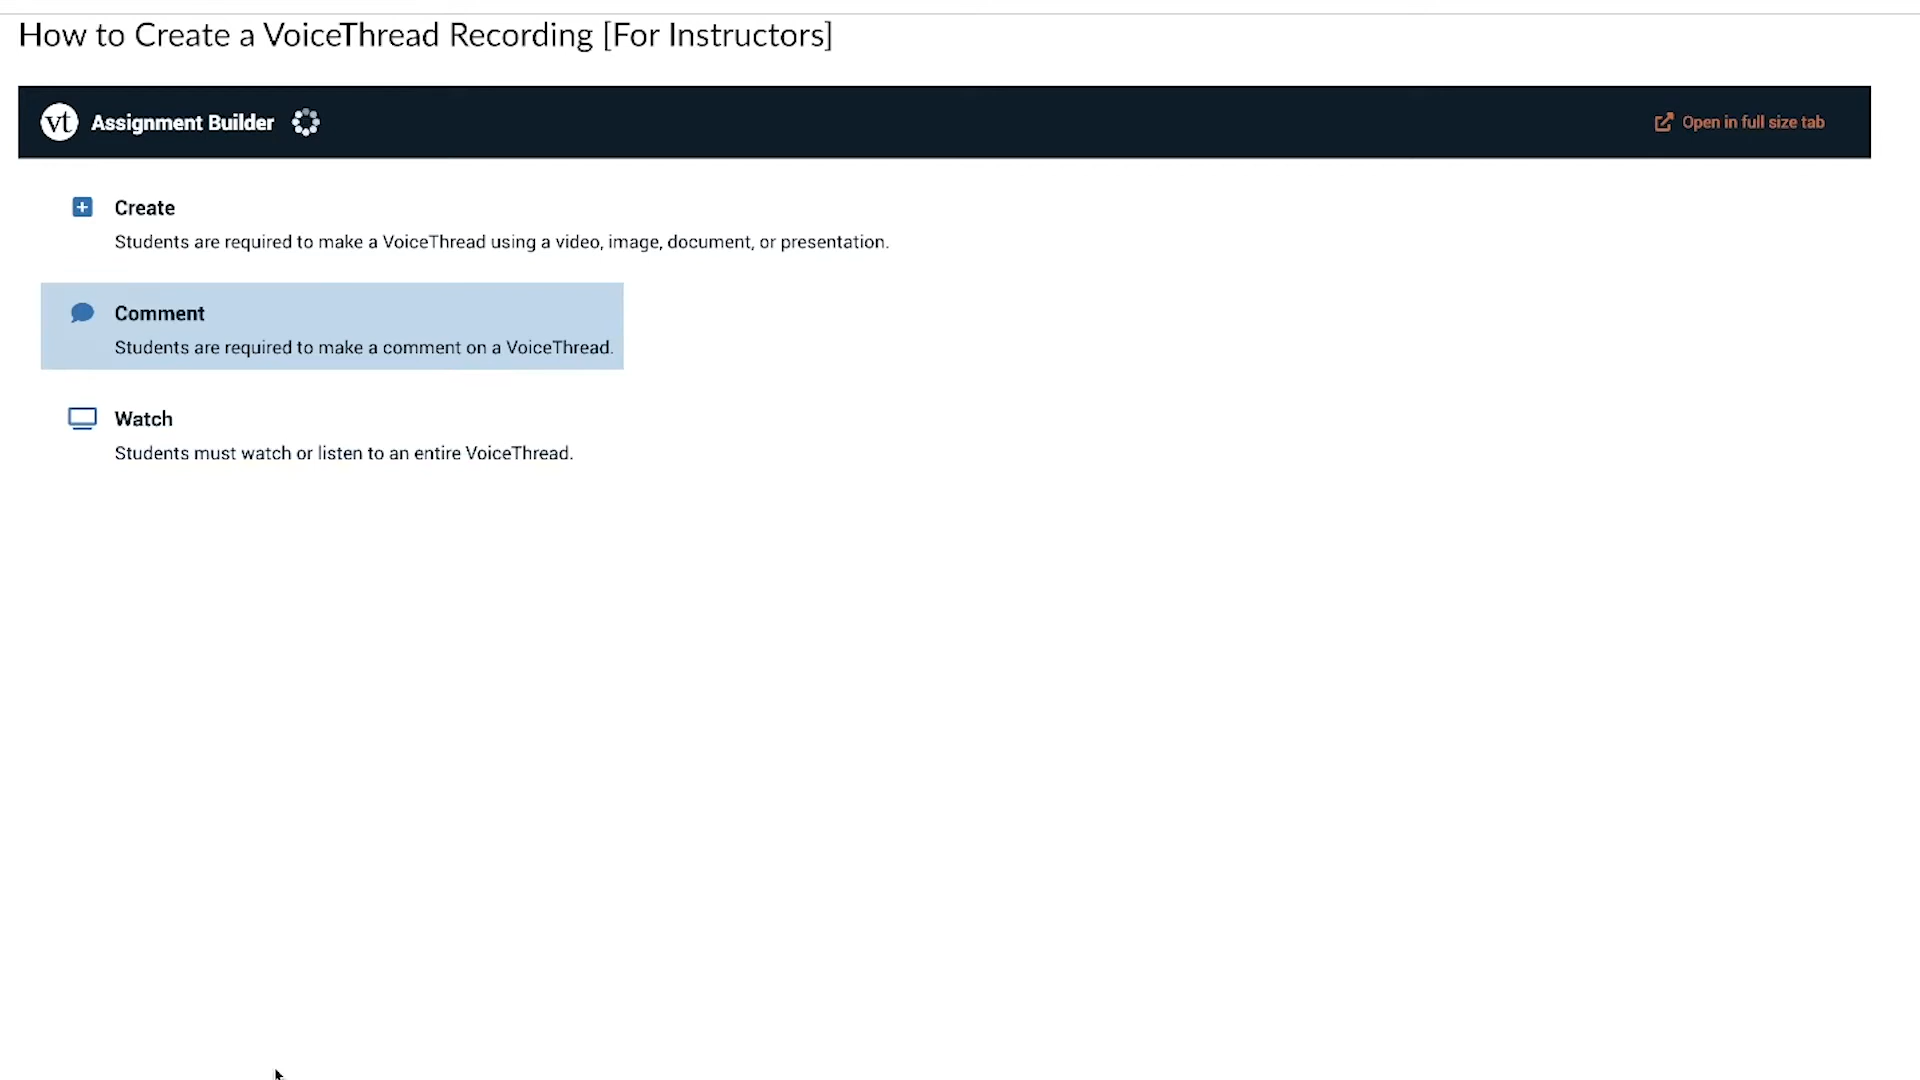 How to Create a VoiceThread Recording [For Instructors]
vt Assignment Builder
Open in full size tab
Create
Students are required to make a VoiceThread using a video, image, document, or presentation.
Comment
Students are required to make a comment on a VoiceThread.
Watch
Students must watch or listen to an entire VoiceThread.